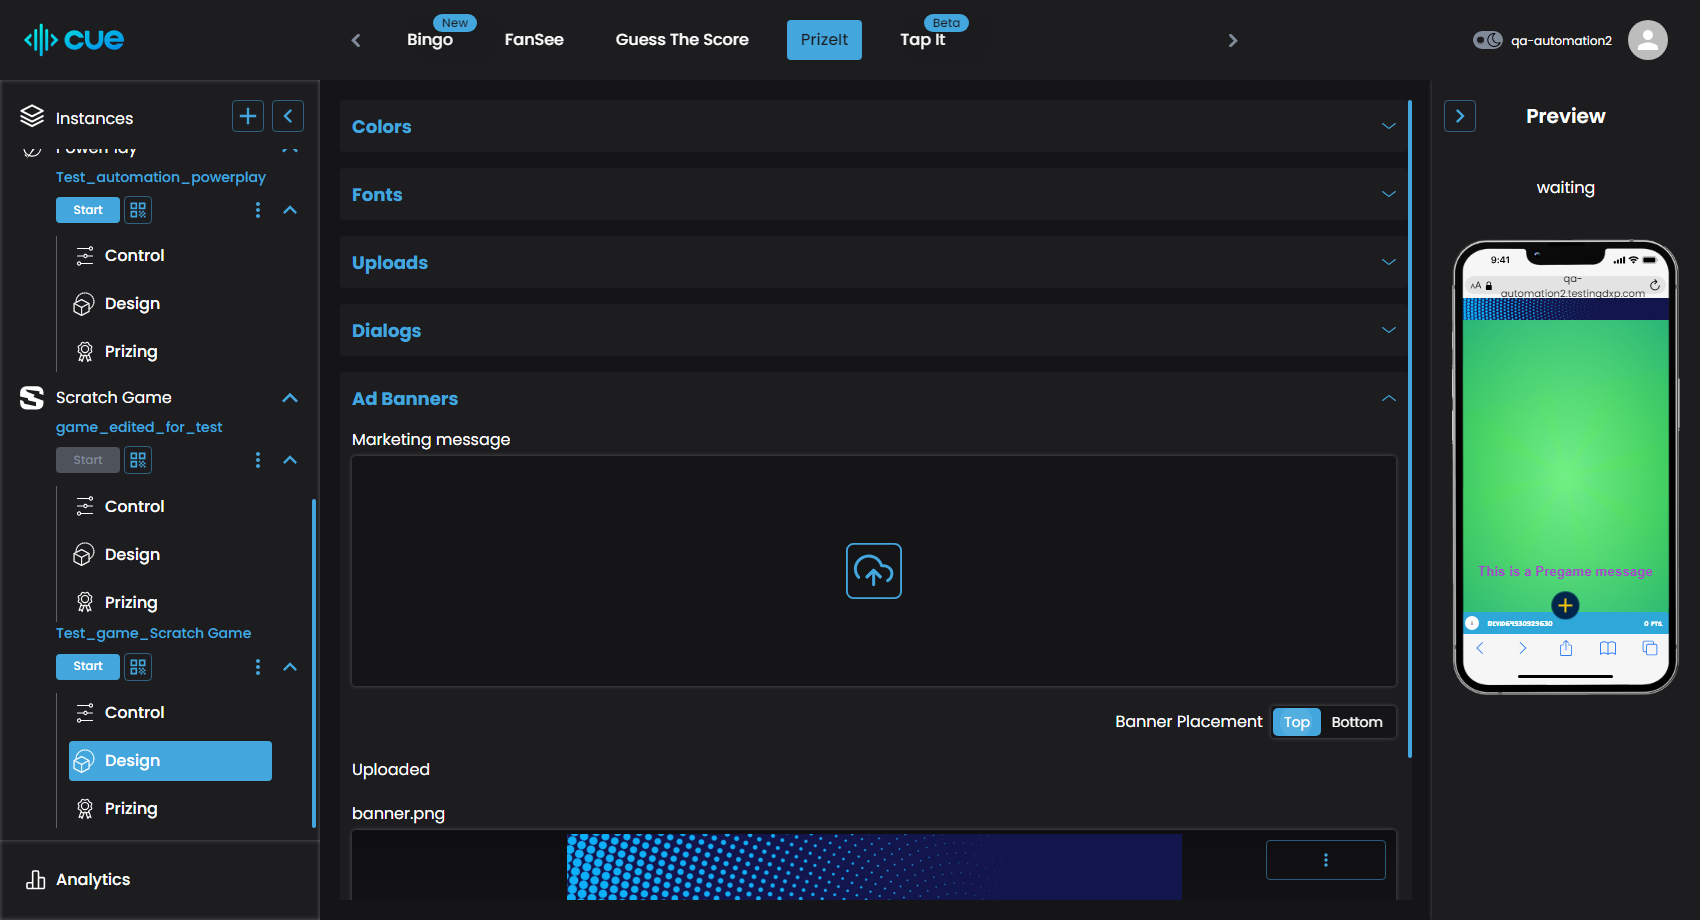 cue
Bingo
New
FanSee
Guess The Score
PrizeIt
Tap It
Beta
qa-automation2
Instances
PowerPlay
Test_automation_powerplay
Start
Control
Design
Prizing
Scratch Game
game_edited_for_test
Start
Control
Design
Prizing
Test_game_Scratch Game
Start
Control
Design
Prizing
Analytics
Colors
Fonts
Uploads
Dialogs
Ad Banners
Marketing message
Banner Placement
Top
Bottom
Uploaded
banner.png
Preview
waiting
9:41
AA
qa-
automation2.testingdxp.com
This is a Pregame message
0 PTS.